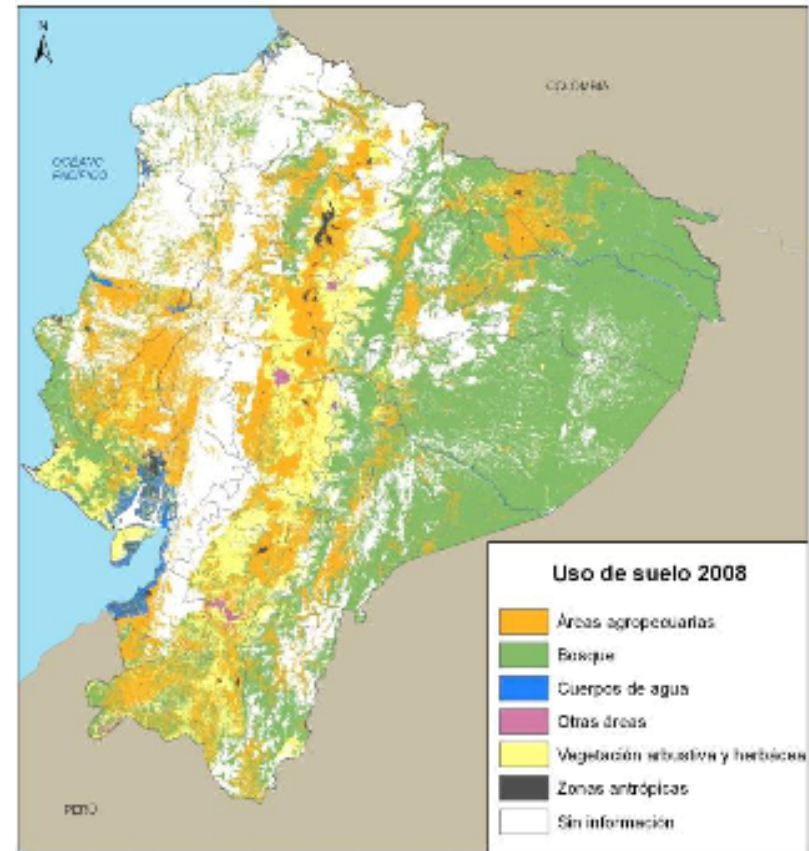 N
COLOMBIA
OCÉANO
PACÍFICO
Uso de suelo 2008
Áreas agropecuarias
Bosque
Cuerpos de agua
Otras áreas
Vegetación arbustiva y herbácea
Zonas antrópicas
Sin información
PERÚ